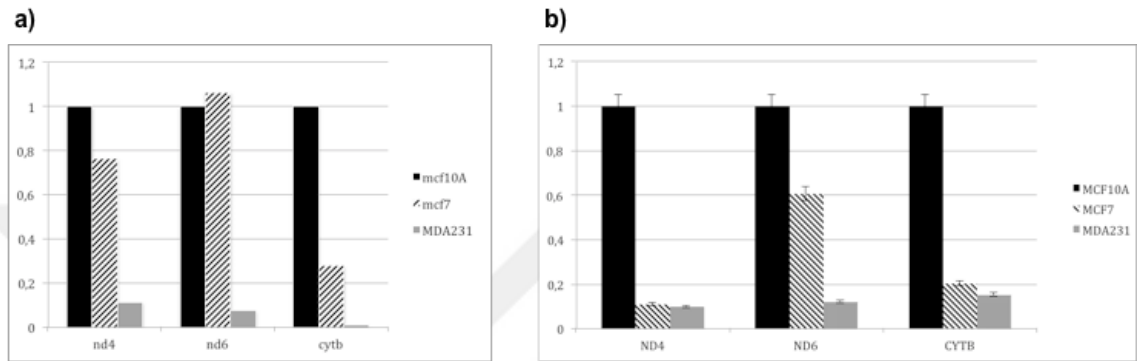 a)
1,2
1
0,8
0,6
0,4
0,2
0
nd4 nd6 cytb
mcf10A
mcf7
MDA231
b)
1,2
1
0,8
0,6
0,4
0,2
0
ND4 ND6 CYTB
MCF10A
MCF7
MDA231